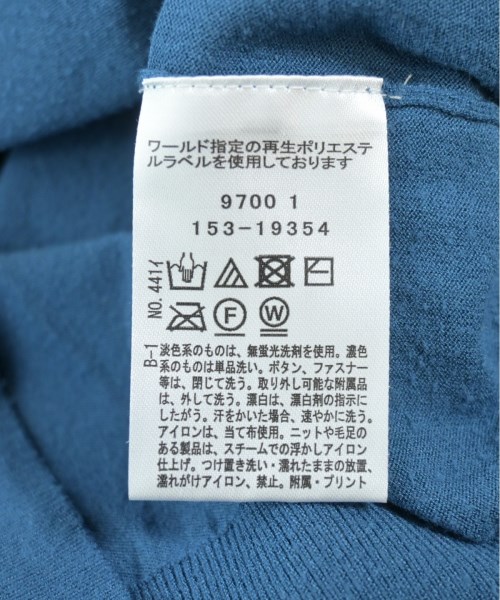 ワールド指定の再生ポリエステ
ルラベルを使用しております
9700 1
153-19354
NO.441イ
F
W
B-1
淡色系のものは、無蛍光洗剤を使用。濃色
系のものは単品洗い。ボタン、ファスナー
等は、閉じて洗う。取り外し可能な附属品
は、外して洗う。漂白は、漂白剤の指示に
したがう。汗をかいた場合、速やかに洗う。
アイロンは、当て布使用。ニットや毛足の
ある製品は、スチームでの浮かしアイロン
仕上げ。つけ置き洗い・濡れたままの放置、
濡れがけアイロン、禁止。附属・プリント